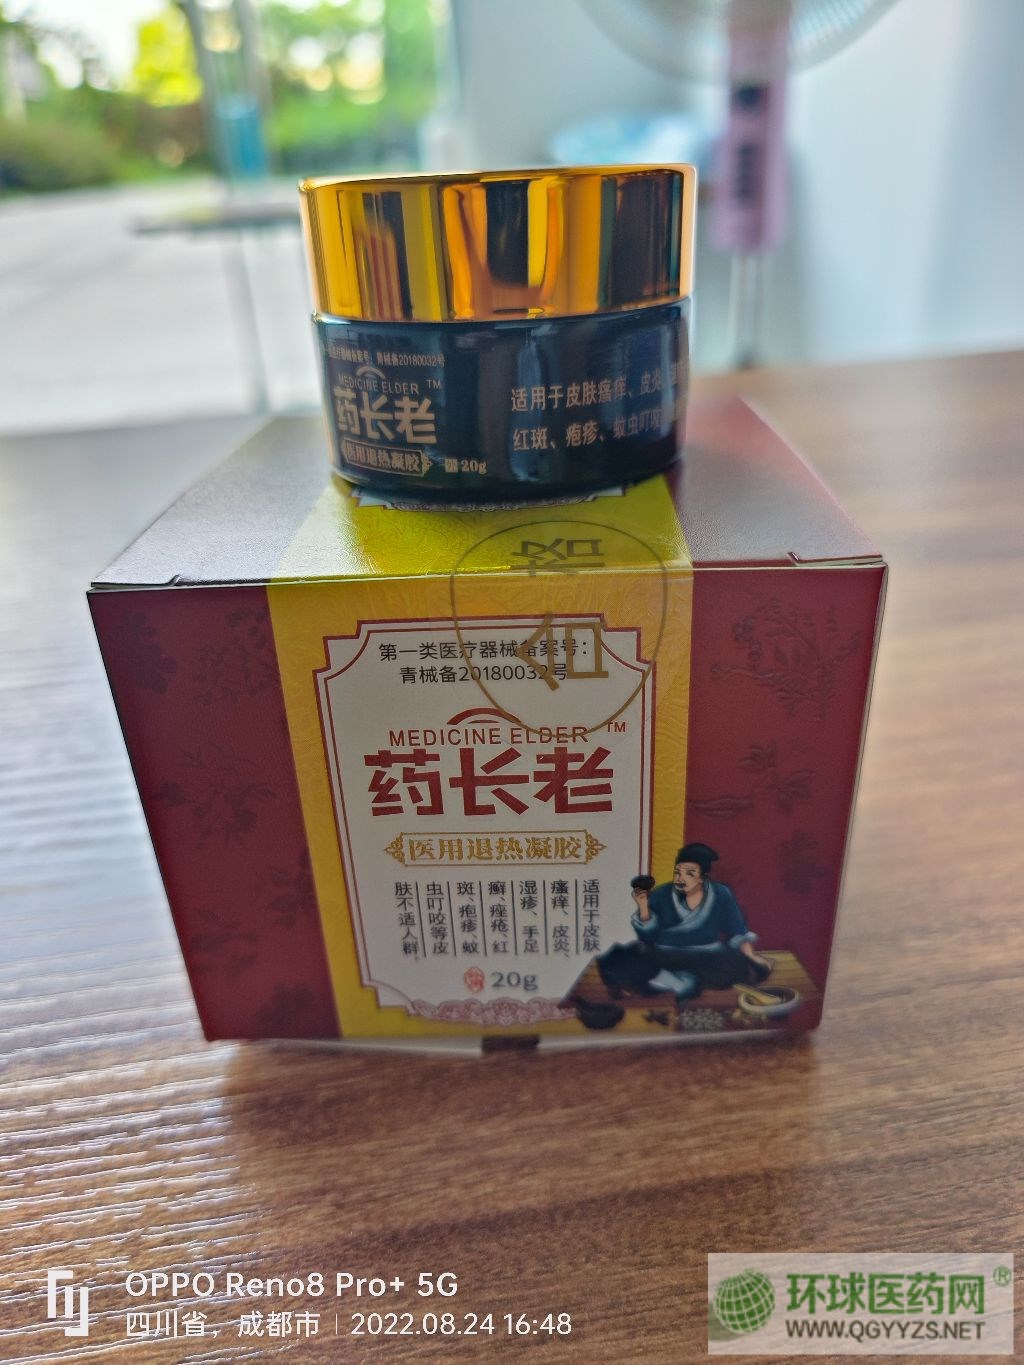 青械备20180032号
MEDICINE ELDER TM
药长老
医用退热凝胶
20g
适用于皮肤瘙痒、皮炎
红斑、疱疹、蚊虫叮咬
合格
第一类医疗器械备案号：
青械备20180032号
MEDICINE ELDER TM
药长老
医用退热凝胶
适用于皮肤
瘙痒、皮炎、
湿疹、手足
癣、痤疮、红
斑、疱疹、蚊
虫叮咬等皮
肤不适人群。
20g
OPPO Reno8 Pro+ 5G
四川省，成都市 | 2022.08.24 16:48
环球医药网®
WWW.QGYYZS.NET